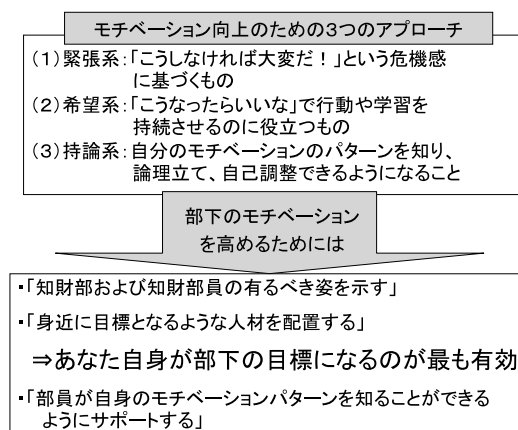 モチベーション向上のための3つのアプローチ
(1)緊張系:「こうしなければ大変だ!」という危機感
に基づくもの
(2)希望系:「こうなったらいいな」で行動や学習を
持続させるのに役立つもの
(3)持論系:自分のモチベーションのパターンを知り、
論理立て、自己調整できるようになること
部下のモチベーション
を高めるためには
・「知財部および知財部員の有るべき姿を示す」
・「身近に目標となるような人材を配置する」
⇒あなた自身が部下の目標になるのが最も有効
・「部員が自身のモチベーションパターンを知ることができる
ようにサポートする」